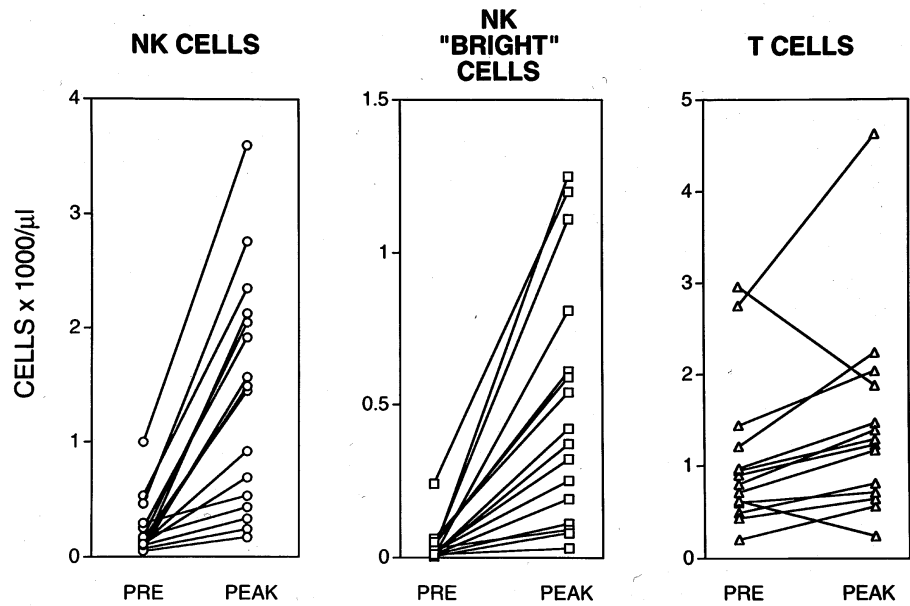 NK CELLS
NK
"BRIGHT"
CELLS
T CELLS
CELLS x 1000/µl
4
3
2
1
0
1.5
1
0.5
0
5
4
3
2
1
0
PRE PEAK
PRE PEAK
PRE PEAK